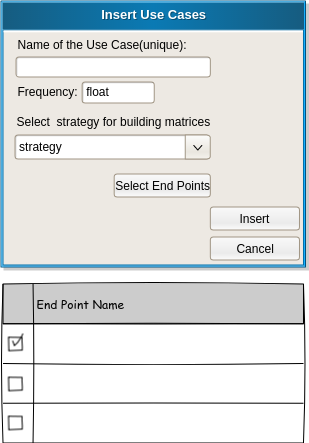 Insert Use Cases
Name of the Use Case(unique):
Frequency: float
Select  strategy for building matrices
strategy
Select End Points
Insert
Cancel
End Point Name